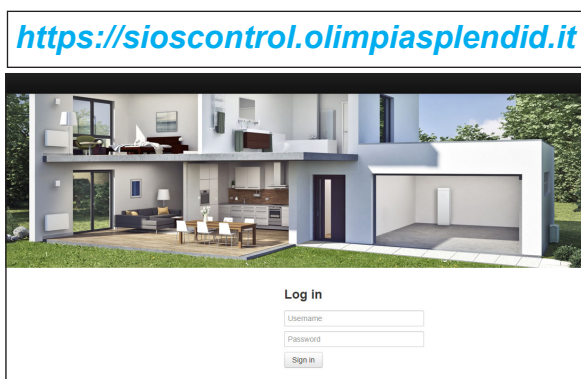 https://sioscontrol.olimpiasplendid.it
Log in
Username
Password
Sign in